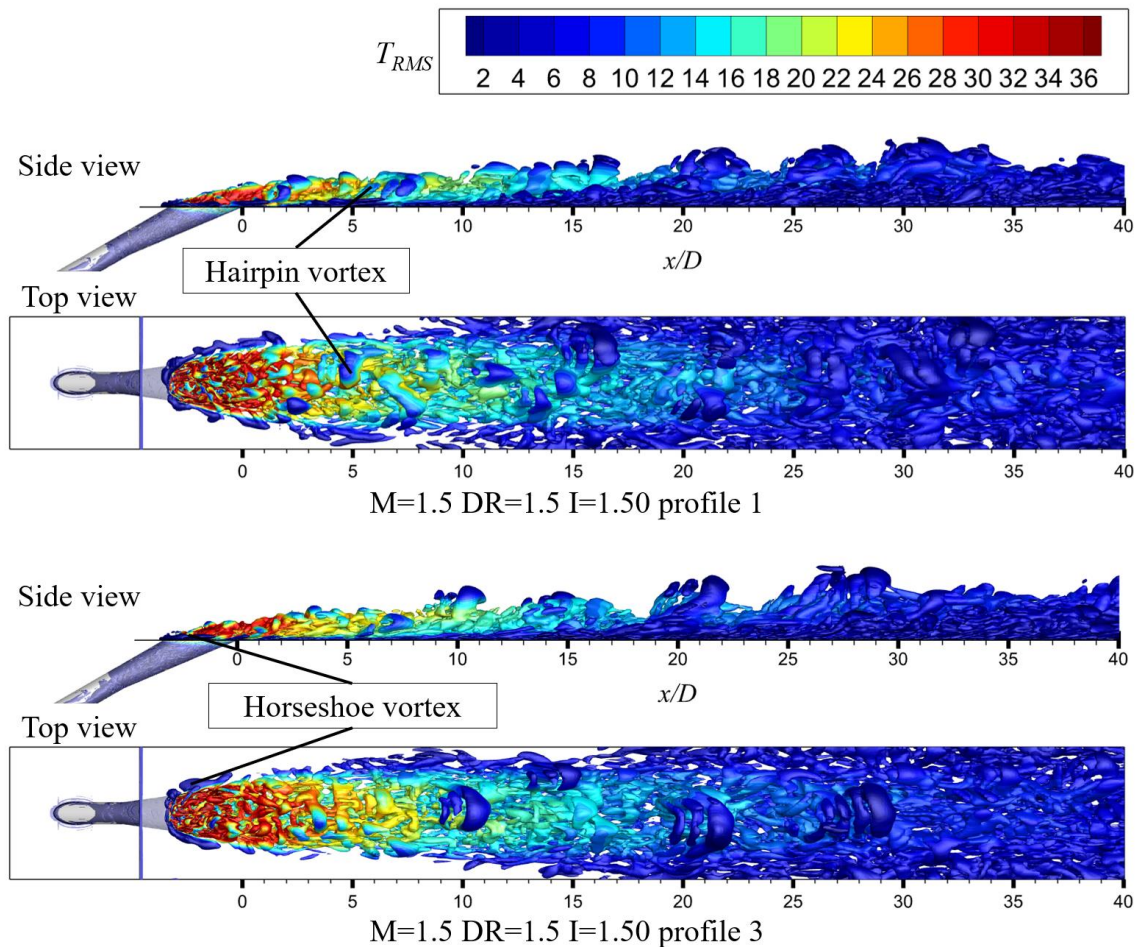 T_RMS
2 4 6 8 10 12 14 16 18 20 22 24 26 28 30 32 34 36
Side view
0 5 10 15 20 25 30 35 40
x/D
Hairpin vortex
Top view
0 5 10 15 20 25 30 35 40
M=1.5 DR=1.5 I=1.50 profile 1
Side view
0 5 10 15 20 25 30 35 40
x/D
Horseshoe vortex
Top view
0 5 10 15 20 25 30 35 40
M=1.5 DR=1.5 I=1.50 profile 3